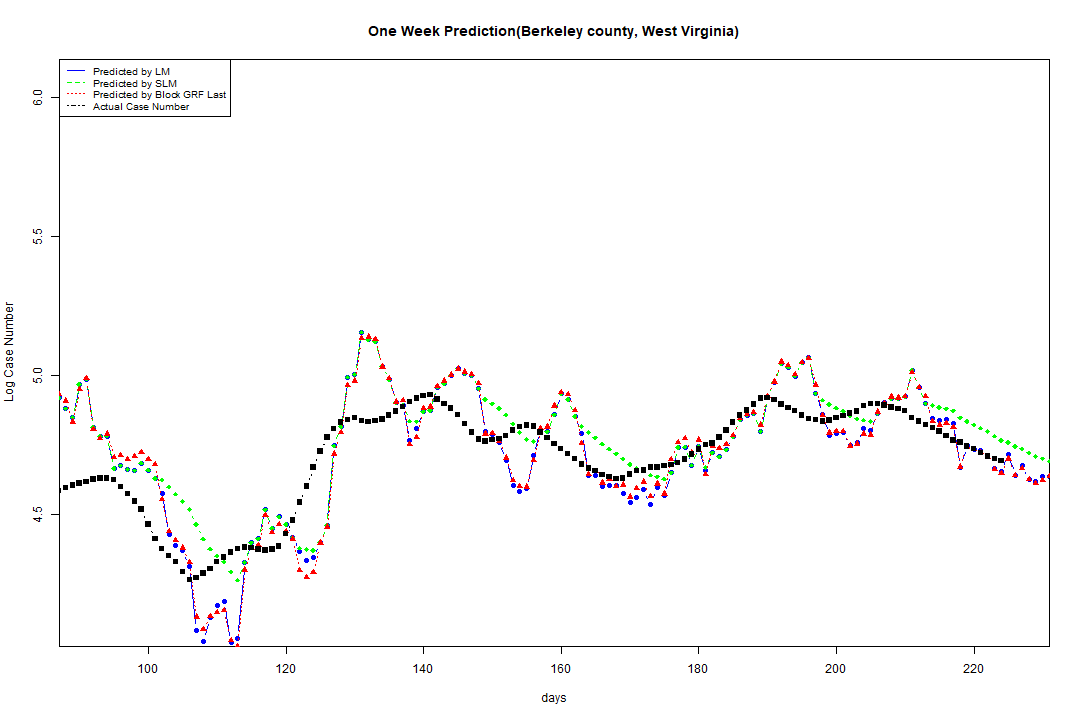 One Week Prediction(Berkeley county, West Virginia)
Predicted by LM
Predicted by SLM
Predicted by Block GRF Last
Actual Case Number
Log Case Number
6.0
5.5
5.0
4.5
100 120 140 160 180 200 220
days